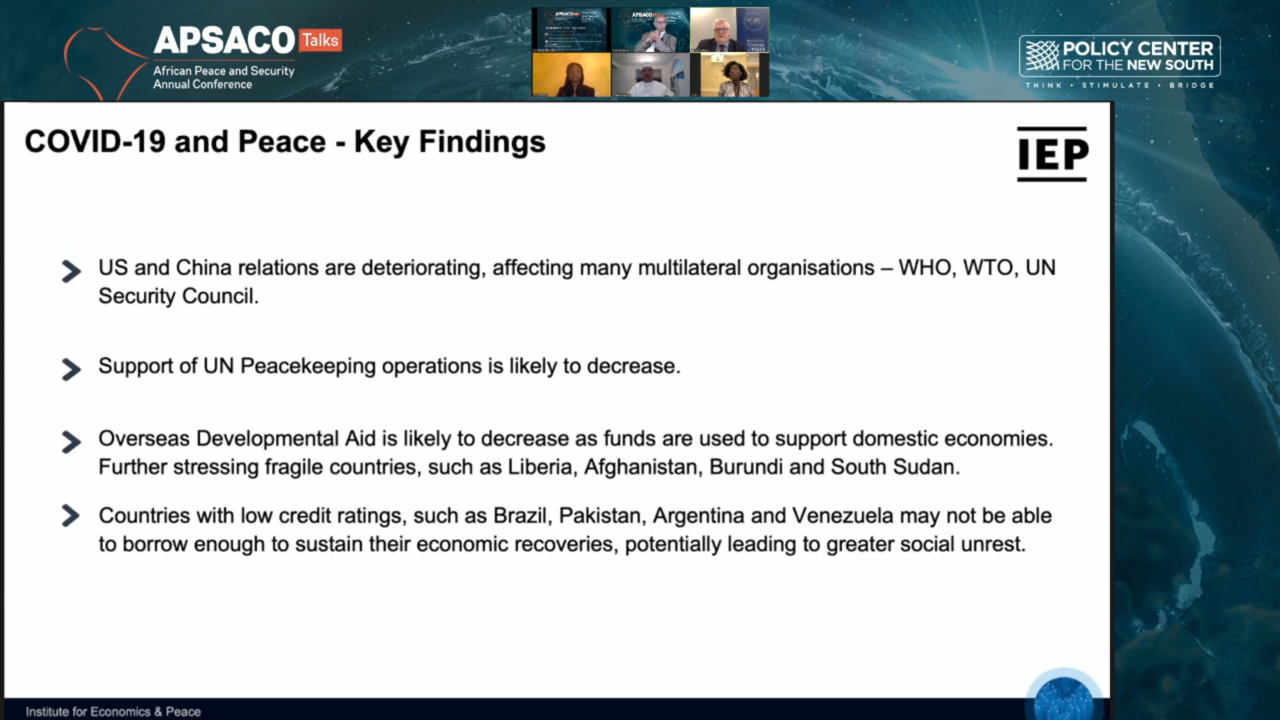 APSACO Talks
African Peace and Security
Annual Conference
POLICY CENTER
FOR THE NEW SOUTH
THINK • STIMULATE • BRIDGE
COVID-19 and Peace - Key Findings
IEP
US and China relations are deteriorating, affecting many multilateral organisations – WHO, WTO, UN
Security Council.
Support of UN Peacekeeping operations is likely to decrease.
Overseas Developmental Aid is likely to decrease as funds are used to support domestic economies.
Further stressing fragile countries, such as Liberia, Afghanistan, Burundi and South Sudan.
Countries with low credit ratings, such as Brazil, Pakistan, Argentina and Venezuela may not be able
to borrow enough to sustain their economic recoveries, potentially leading to greater social unrest.
Institute for Economics & Peace